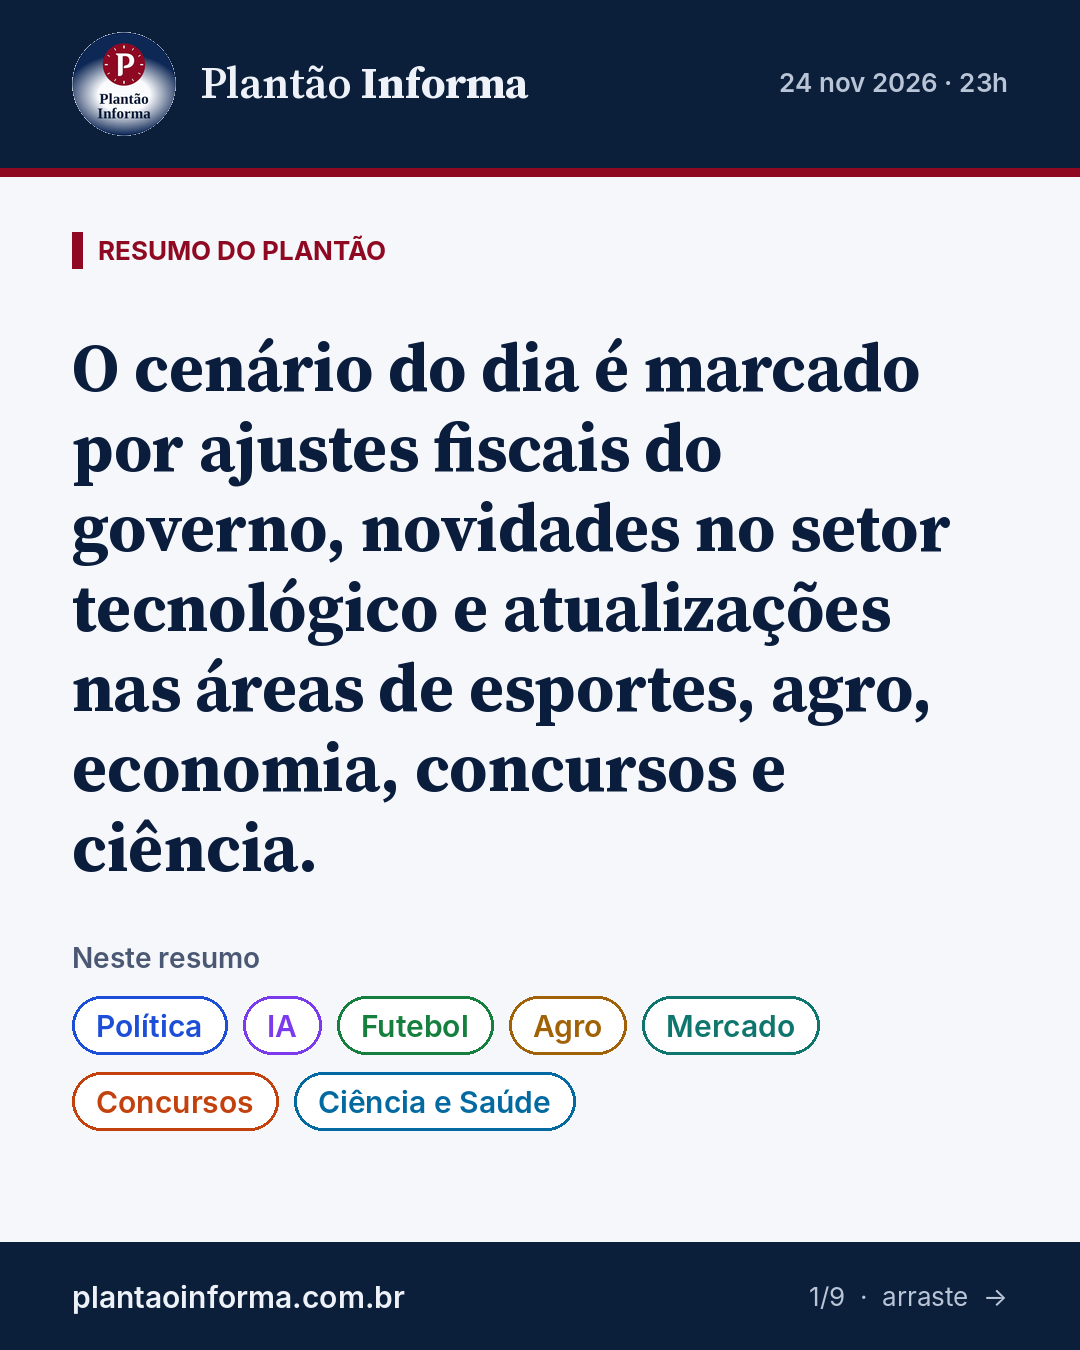 P
Plantão
Informa
Plantão Informa
24 nov 2026 · 23h
RESUMO DO PLANTÃO
O cenário do dia é marcado
por ajustes fiscais do
governo, novidades no setor
tecnológico e atualizações
nas áreas de esportes, agro,
economia, concursos e
ciência.
Neste resumo
Política IA Futebol Agro Mercado
Concursos Ciência e Saúde
plantaoinforma.com.br
1/9 · arraste →